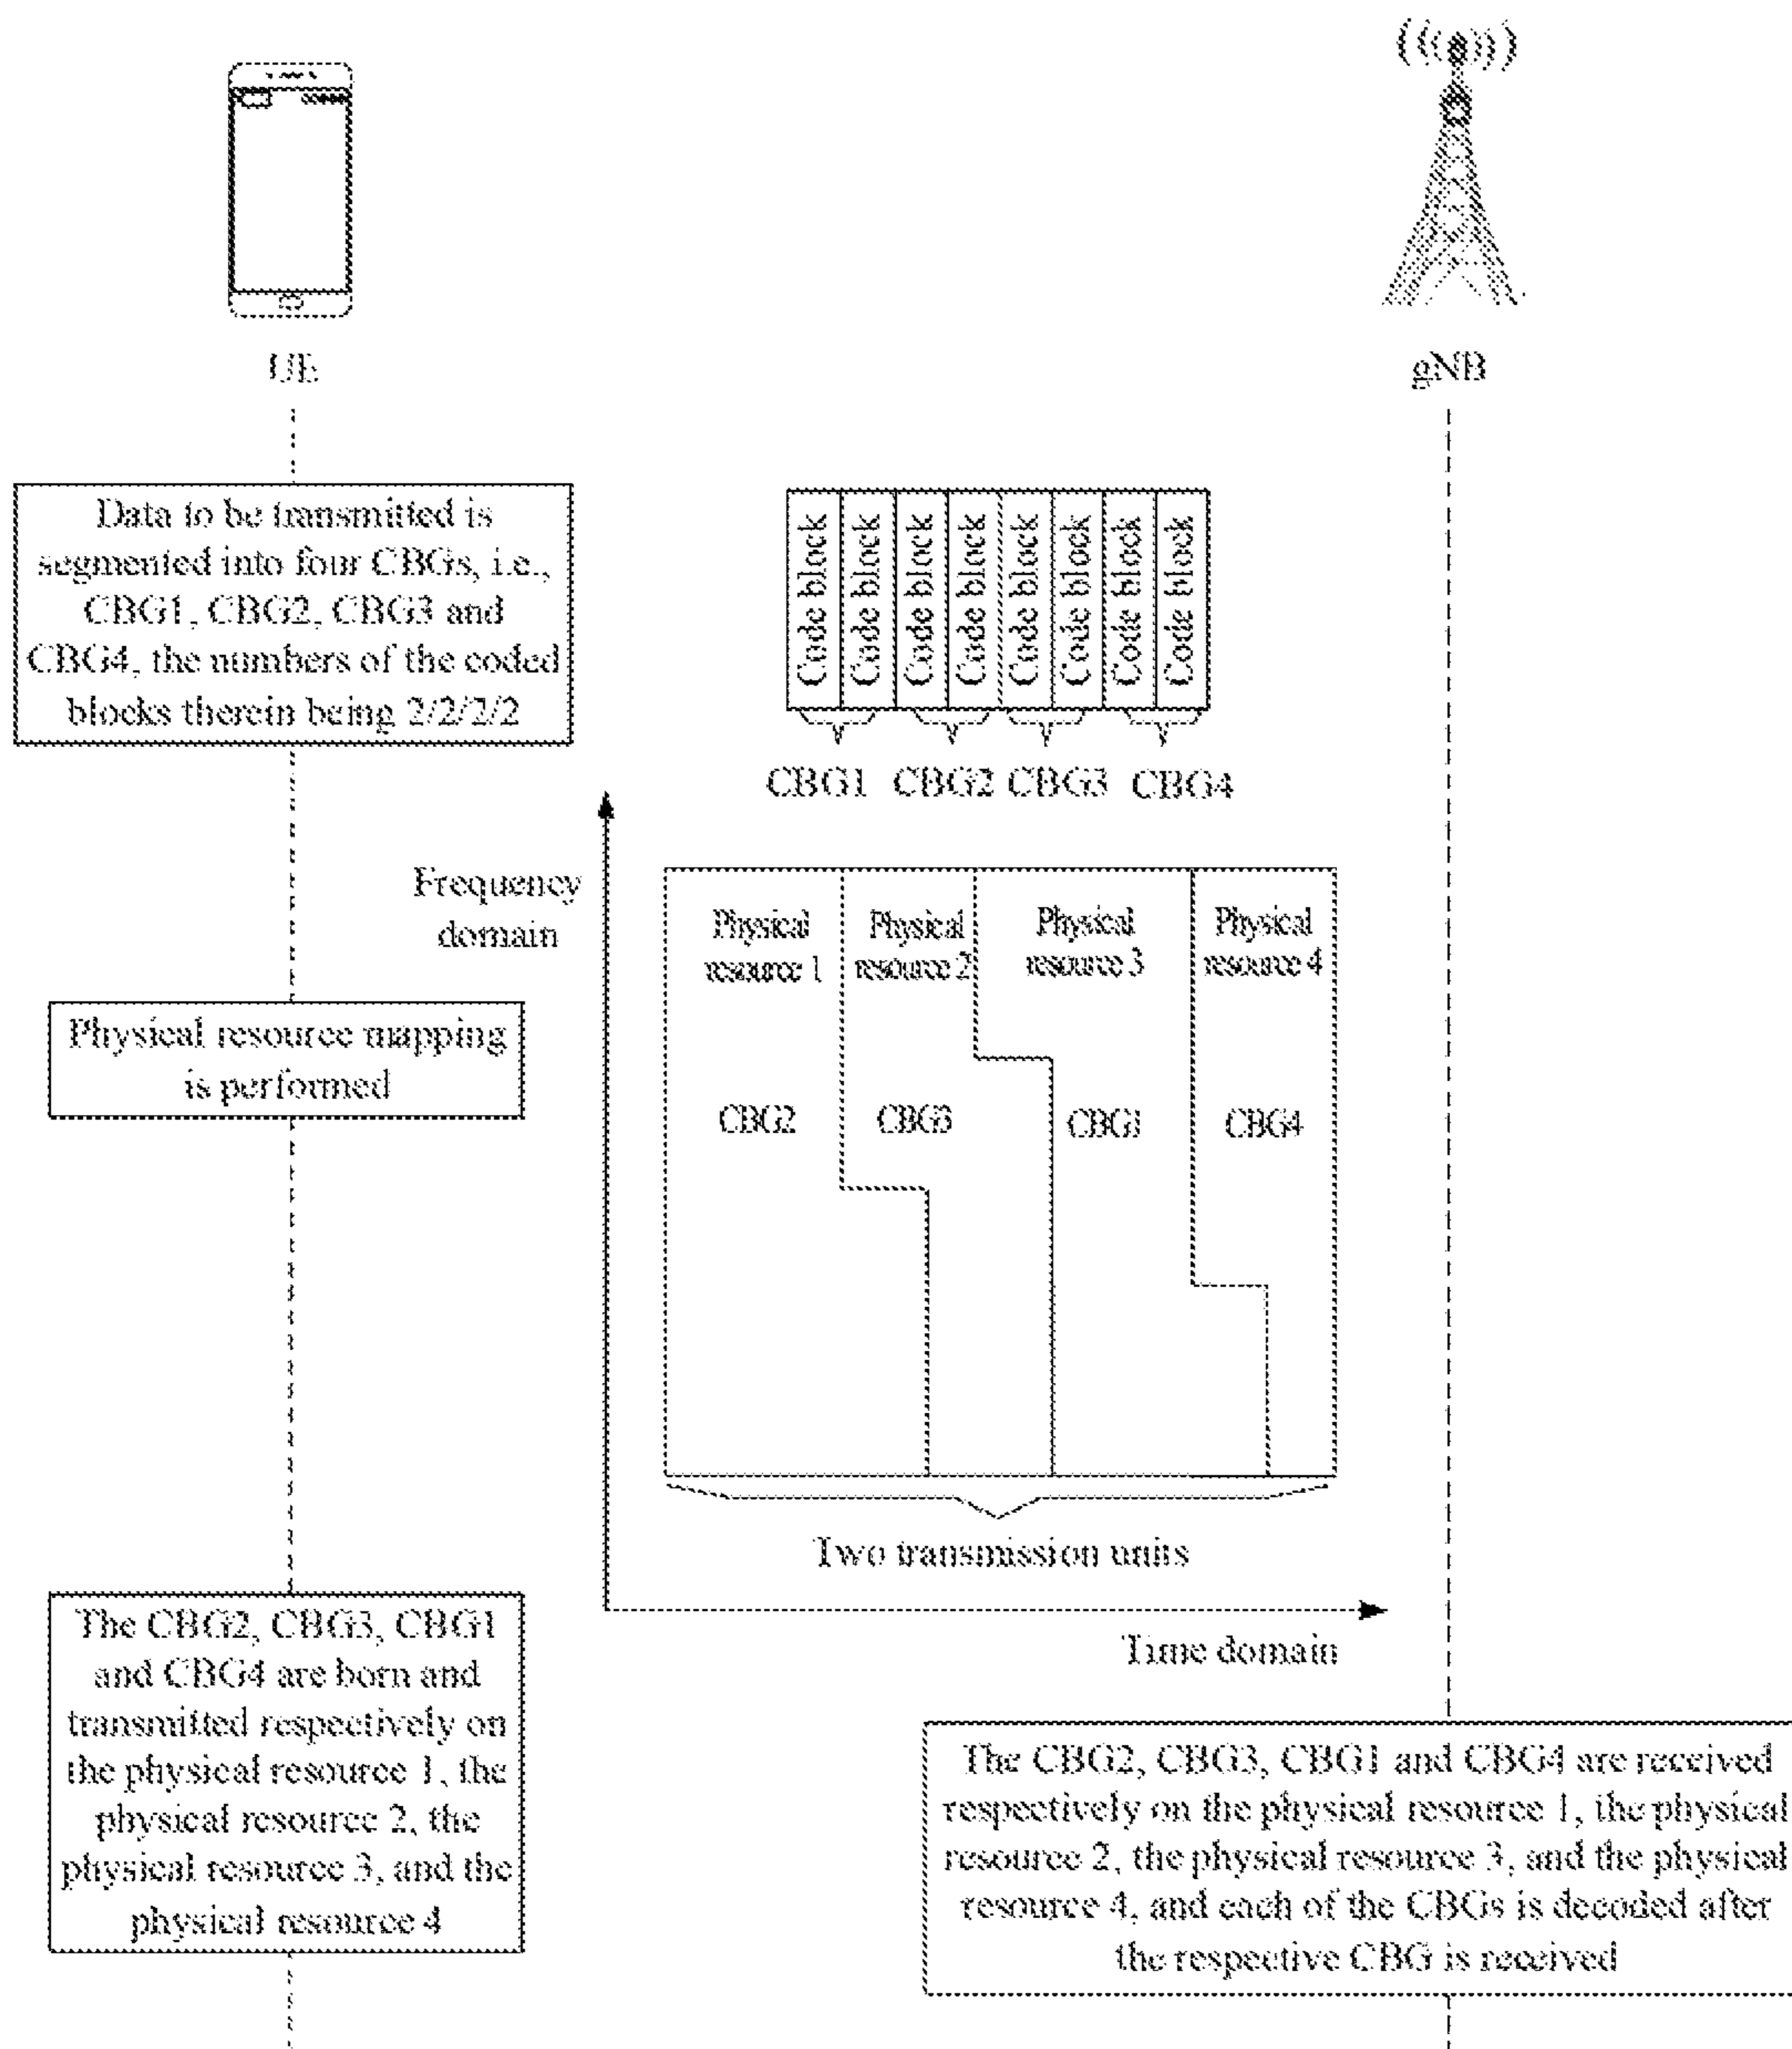 UE
gNB
Data to be transmitted is
segmented into four CBGs, i.e.,
CBG1, CBG2, CBG3 and
CBG4, the numbers of the coded
blocks therein being 2/2/2/2
Code block
Code block
Code block
Code block
Code block
Code block
Code block
Code block
CBG1 CBG2 CBG3 CBG4
Frequency
domain
Physical
resource 1
Physical
resource 2
Physical
resource 3
Physical
resource 4
CBG2
CBG3
CBG1
CBG4
Physical resource mapping
is performed
Two transmission units
Time domain
The CBG2, CBG3, CBG1
and CBG4 are born and
transmitted respectively on
the physical resource 1, the
physical resource 2, the
physical resource 3, and the
physical resource 4
The CBG2, CBG3, CBG1 and CBG4 are received
respectively on the physical resource 1, the physical
resource 2, the physical resource 3, and the physical
resource 4, and each of the CBGs is decoded after
the respective CBG is received